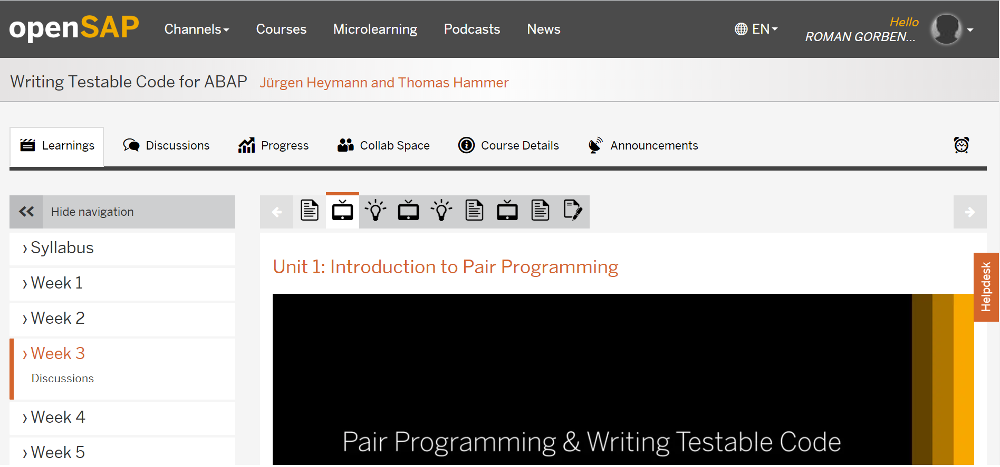 openSAP Channels Courses Microlearning Podcasts News EN Hello
ROMAN GORBEN...
Writing Testable Code for ABAP Jürgen Heymann and Thomas Hammer
Learnings Discussions Progress Collab Space Course Details Announcements
Hide navigation
Syllabus
Week 1
Week 2
Week 3
Discussions
Week 4
Week 5
Unit 1: Introduction to Pair Programming
Pair Programming & Writing Testable Code
Helpdesk